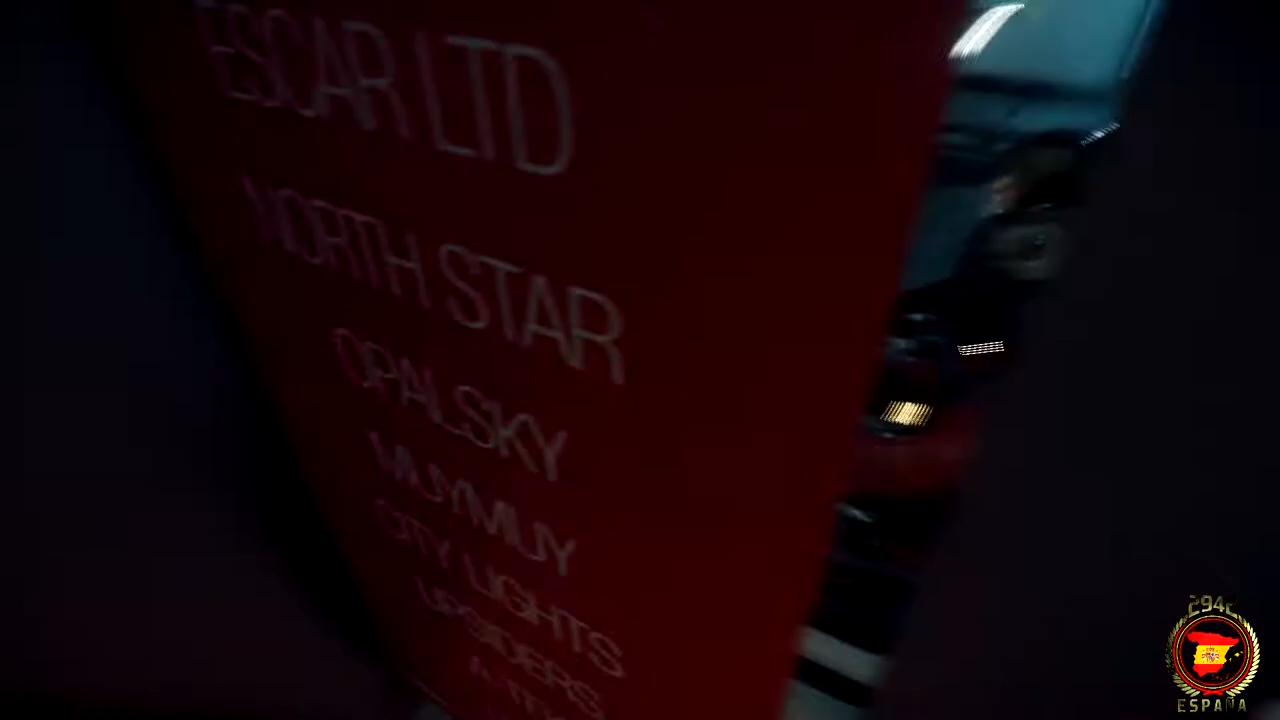 ESCAR LTD
NORTH STAR
OPALSKY
MUYMUY
CITY LIGHTS
UPSIDERS
2942
ESPAÑA